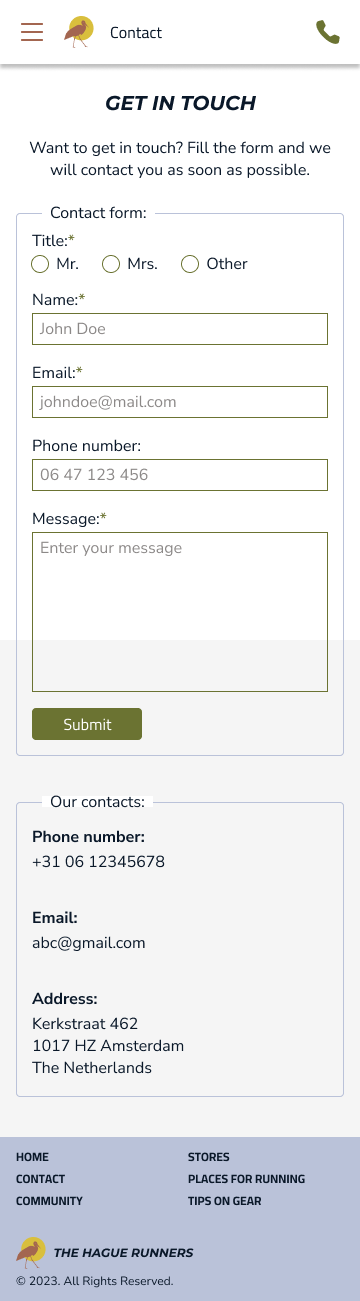 Contact
GET IN TOUCH
Want to get in touch? Fill the form and we
will contact you as soon as possible.
Contact form:
Title:*
Mr. Mrs. Other
Name:*
John Doe
Email:*
johndoe@mail.com
Phone number:
06 47 123 456
Message:*
Enter your message
Submit
Our contacts:
Phone number:
+31 06 12345678
Email:
abc@gmail.com
Address:
Kerkstraat 462
1017 HZ Amsterdam
The Netherlands
HOME STORES
CONTACT PLACES FOR RUNNING
COMMUNITY TIPS ON GEAR
THE HAGUE RUNNERS
© 2023. All Rights Reserved.